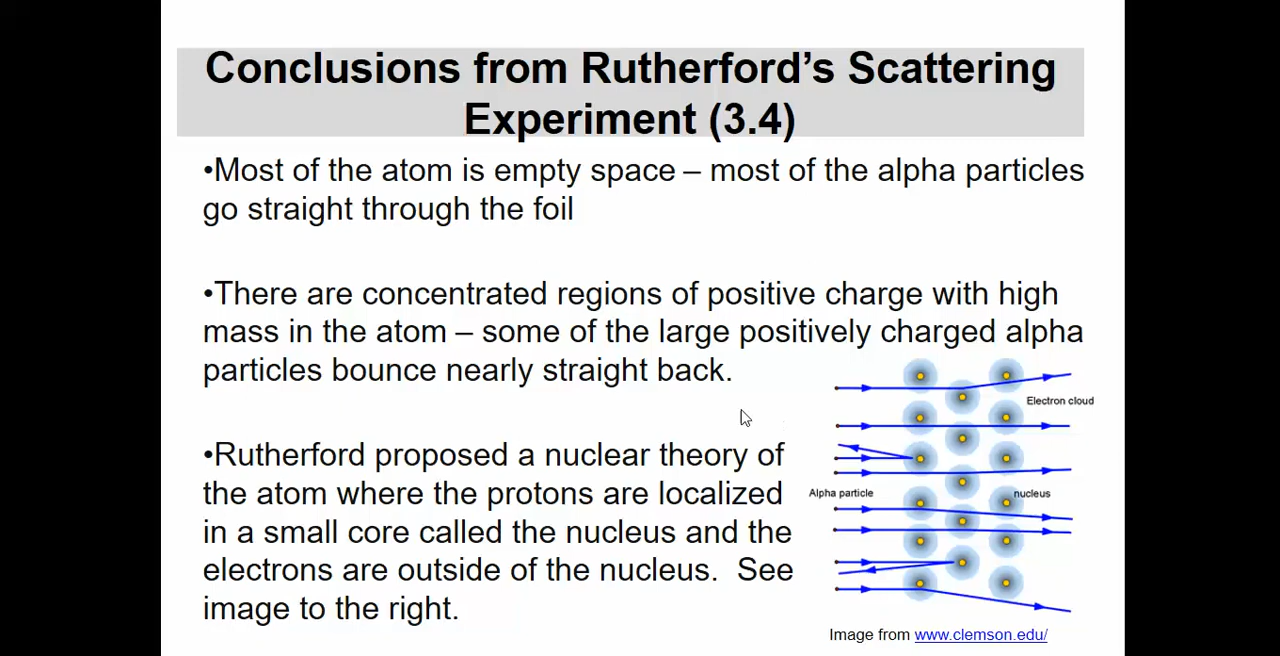 Conclusions from Rutherford’s Scattering
Experiment (3.4)
•Most of the atom is empty space – most of the alpha particles
go straight through the foil
•There are concentrated regions of positive charge with high
mass in the atom – some of the large positively charged alpha
particles bounce nearly straight back.
•Rutherford proposed a nuclear theory of
the atom where the protons are localized
in a small core called the nucleus and the
electrons are outside of the nucleus.  See
image to the right.
Electron cloud
Alpha particle
nucleus
Image from www.clemson.edu/